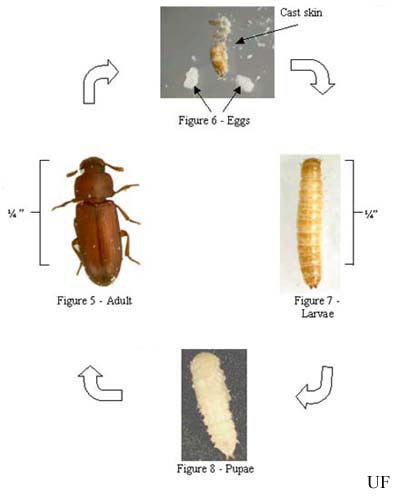 Cast skin
Figure 6 - Eggs
¼"
¼"
Figure 5 - Adult
Figure 7 -
Larvae
Figure 8 - Pupae
UF